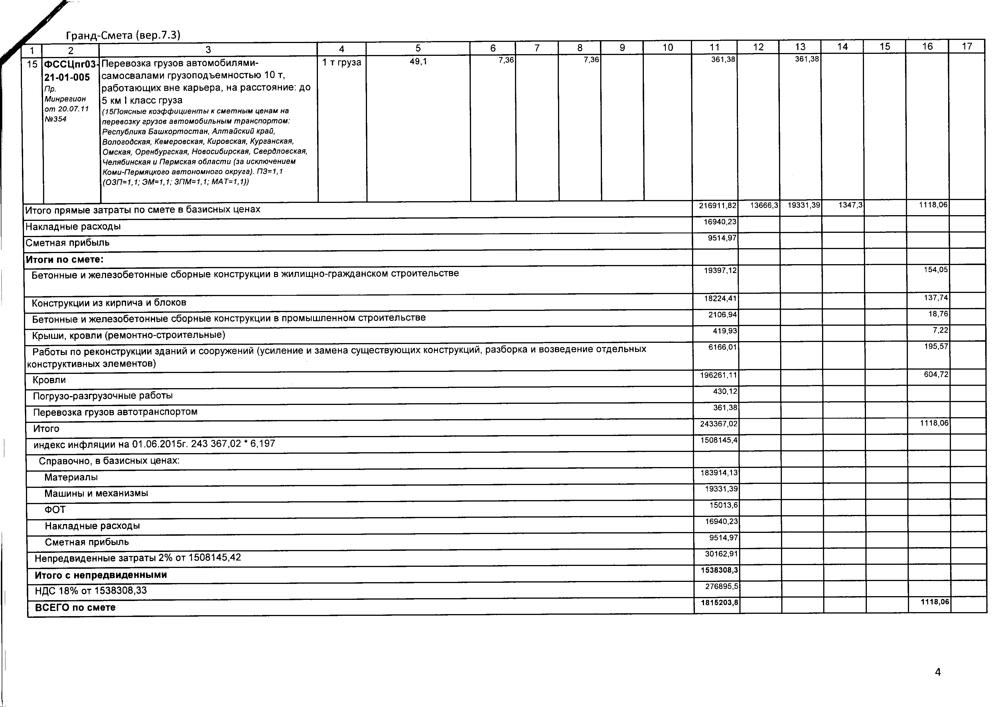 Гранд-Смета (вер.7.3)
1 2 3 4 5 6 7 8 9 10 11 12 13 14 15 16 17
15 ФССЦпг03-21-01-005 Перевозка грузов автомобилями- 1 т груза 49,1 7,36 7,36 361,38 361,38
самосвалами грузоподъемностью 10 т,
Пр. работающих вне карьера, на расстояние: до
Минрегион 5 км I класс груза
от 20.07.11 (15Поясные коэффициенты к сметным ценам на
№354 перевозку грузов автомобильным транспортом:
Республика Башкортостан, Алтайский край,
Вологодская, Кемеровская, Кировская, Курганская,
Омская, Оренбургская, Новосибирская, Свердловская,
Челябинская и Пермская области (за исключением
Коми-Пермяцкого автономного округа). ПЗ=1,1
(ОЗП=1,1; ЭМ=1,1; ЗПМ=1,1; МАТ=1,1))
Итого прямые затраты по смете в базисных ценах 216911,82 13666,3 19331,39 1347,3 1118,06
Накладные расходы 16940,23
Сметная прибыль 9514,97
Итоги по смете:
Бетонные и железобетонные сборные конструкции в жилищно-гражданском строительстве 19397,12 154,05
Конструкции из кирпича и блоков 18224,41 137,74
Бетонные и железобетонные сборные конструкции в промышленном строительстве 2106,94 18,76
Крыши, кровли (ремонтно-строительные) 419,93 7,22
Работы по реконструкции зданий и сооружений (усиление и замена существующих конструкций, разборка и возведение отдельных 6166,01 195,57
конструктивных элементов)
Кровли 196261,11 604,72
Погрузо-разгрузочные работы 430,12
Перевозка грузов автотранспортом 361,38
Итого 243367,02 1118,06
индекс инфляции на 01.06.2015г. 243 367,02 * 6,197 1508145,4
Справочно, в базисных ценах:
Материалы 183914,13
Машины и механизмы 19331,39
ФОТ 15013,6
Накладные расходы 16940,23
Сметная прибыль 9514,97
Непредвиденные затраты 2% от 1508145,42 30162,91
Итого с непредвиденными 1538308,3
НДС 18% от 1538308,33 276895,5
ВСЕГО по смете 1815203,8 1118,06
4